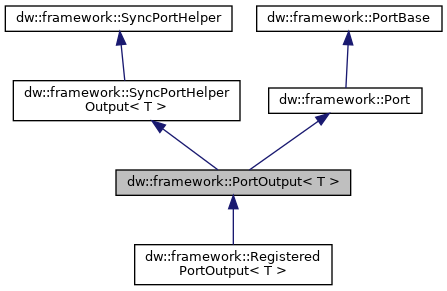 dw::framework::SyncPortHelper
dw::framework::PortBase
dw::framework::SyncPortHelper
Output< T >
dw::framework::Port
dw::framework::PortOutput< T >
dw::framework::Registered
PortOutput< T >